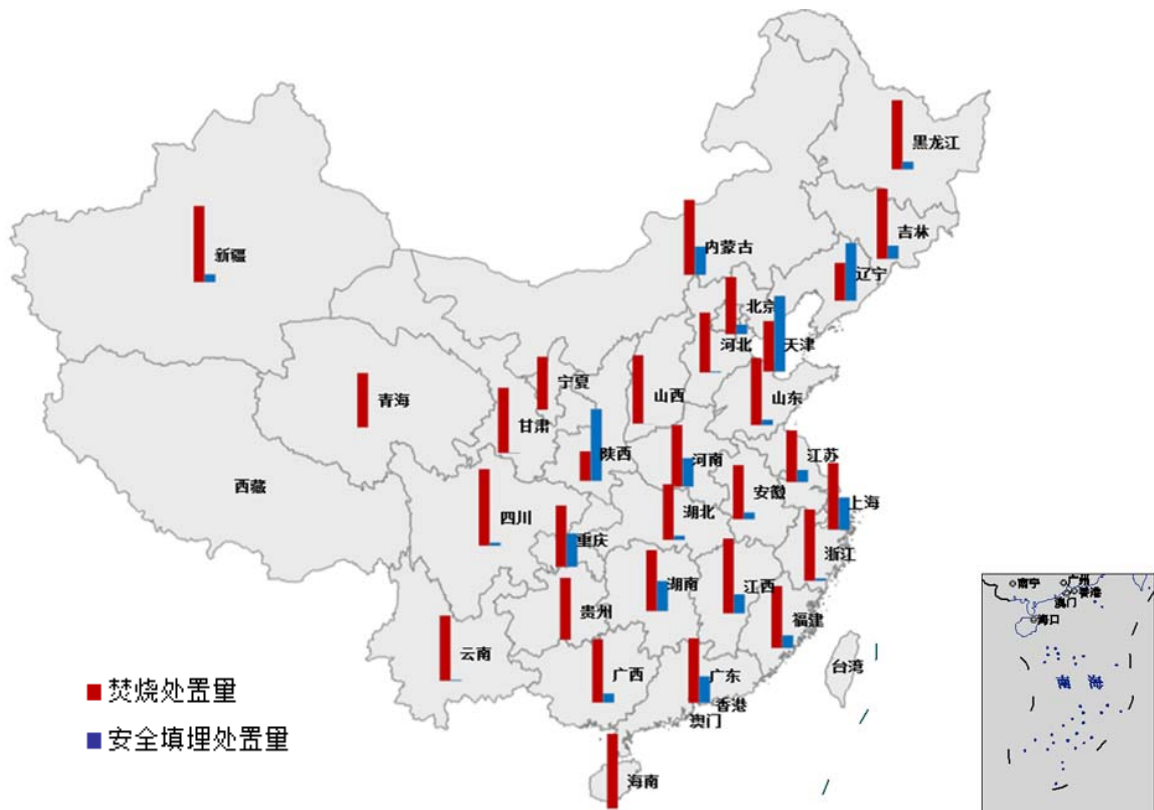 黑龙江
吉林
新疆
内蒙古
辽宁
北京
河北
天津
宁夏
山西
山东
青海
甘肃
陕西
河南
江苏
西藏
安徽
上海
四川
湖北
重庆
浙江
湖南
江西
贵州
福建
云南
广西
广东
台湾
香港
澳门
海南
焚烧处置量
安全填埋处置量
南宁
广州
香港
澳门
海口
南 海